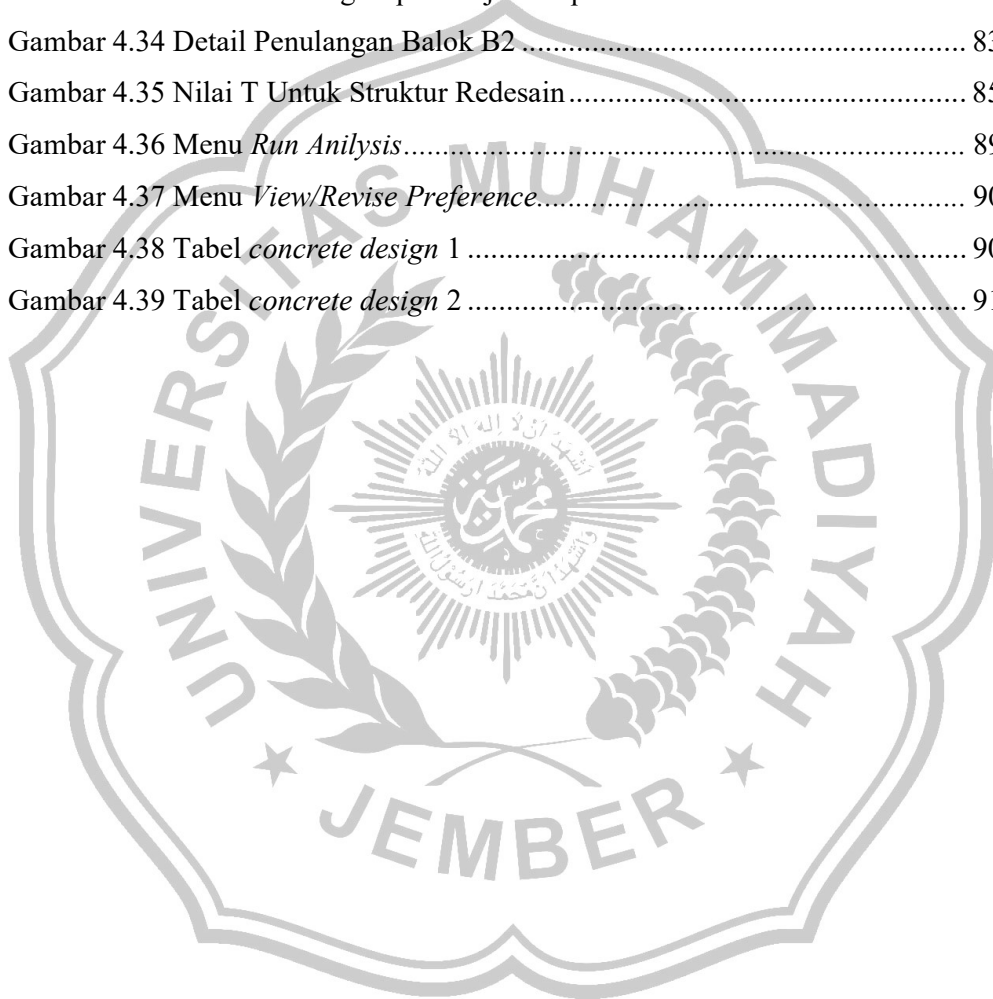 Gambar 4.34 Detail Penulangan Balok B2 ........................................................ 83
Gambar 4.35 Nilai T Untuk Struktur Redesain .................................................. 85
Gambar 4.36 Menu Run Anilysis ....................................................................... 89
Gambar 4.37 Menu View/Revise Preference ..................................................... 90
Gambar 4.38 Tabel concrete design 1 ............................................................... 90
Gambar 4.39 Tabel concrete design 2 ............................................................... 91
UNIVERSITAS MUHAMMADIYAH
JEMBER